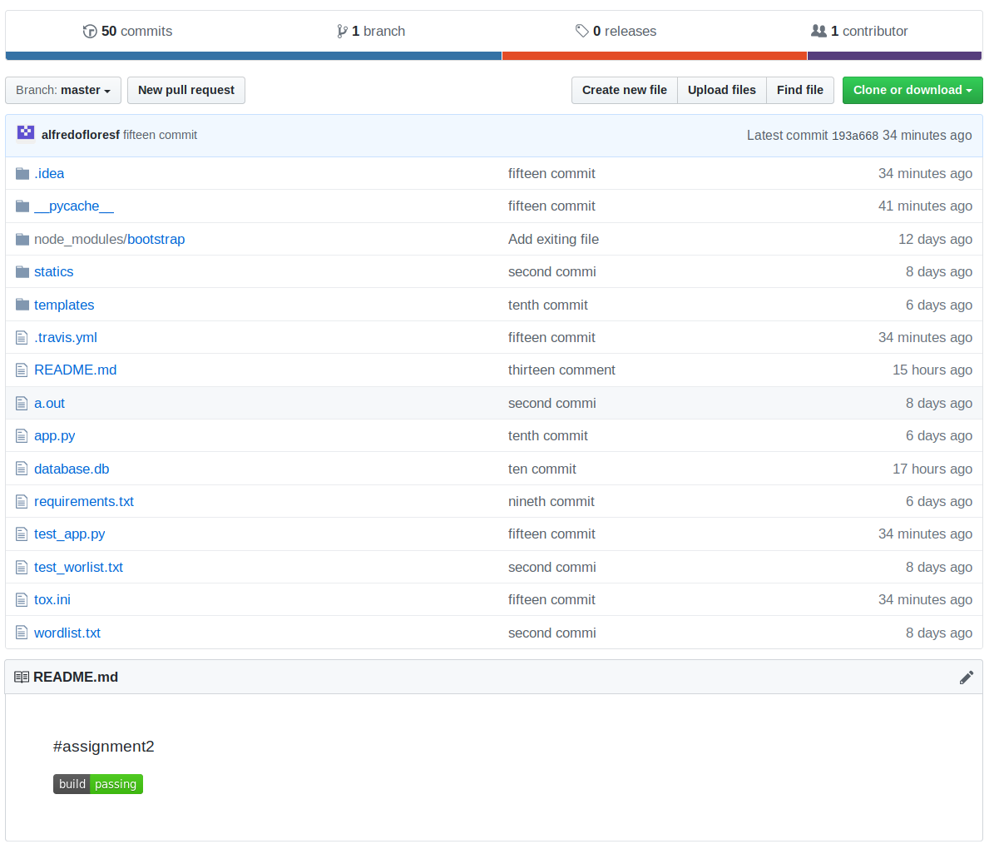 50 commits 1 branch 0 releases 1 contributor
Branch: master New pull request Create new file Upload files Find file Clone or download
alfredofloresf fifteen commit Latest commit 193a668 34 minutes ago
.idea fifteen commit 34 minutes ago
__pycache__ fifteen commit 41 minutes ago
node_modules/bootstrap Add exiting file 12 days ago
statics second commi 8 days ago
templates tenth commit 6 days ago
.travis.yml fifteen commit 34 minutes ago
README.md thirteen comment 15 hours ago
a.out second commi 8 days ago
app.py tenth commit 6 days ago
database.db ten commit 17 hours ago
requirements.txt nineth commit 6 days ago
test_app.py fifteen commit 34 minutes ago
test_worlist.txt second commi 8 days ago
tox.ini fifteen commit 34 minutes ago
wordlist.txt second commi 8 days ago
README.md
#assignment2
build passing